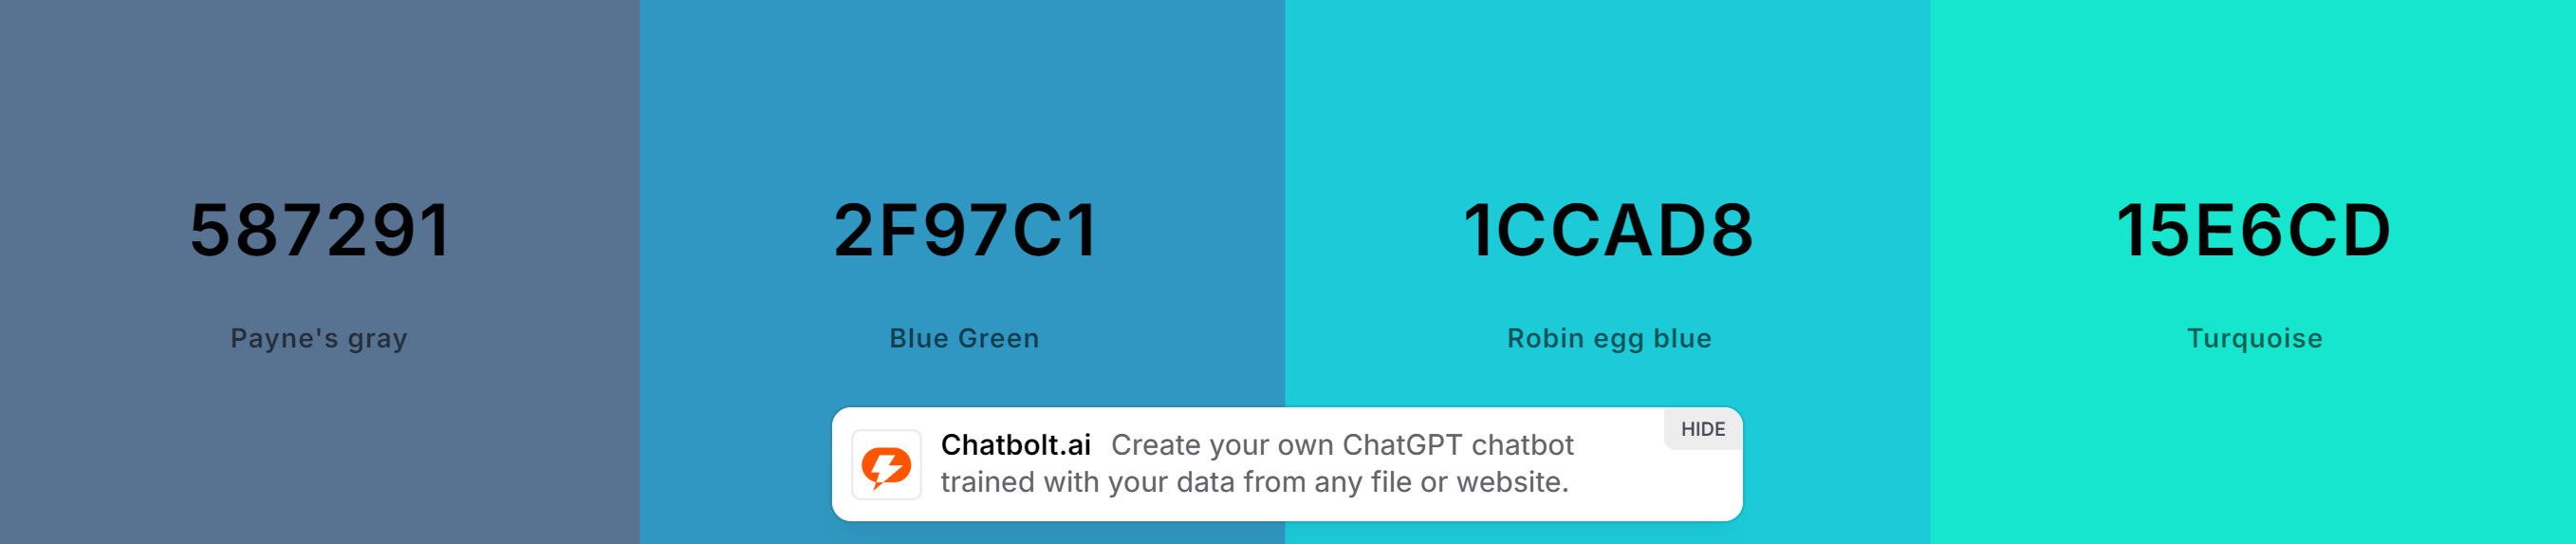 587291
Payne's gray
2F97C1
Blue Green
1CCAD8
Robin egg blue
15E6CD
Turquoise
Chatbolt.ai Create your own ChatGPT chatbot
trained with your data from any file or website.
HIDE